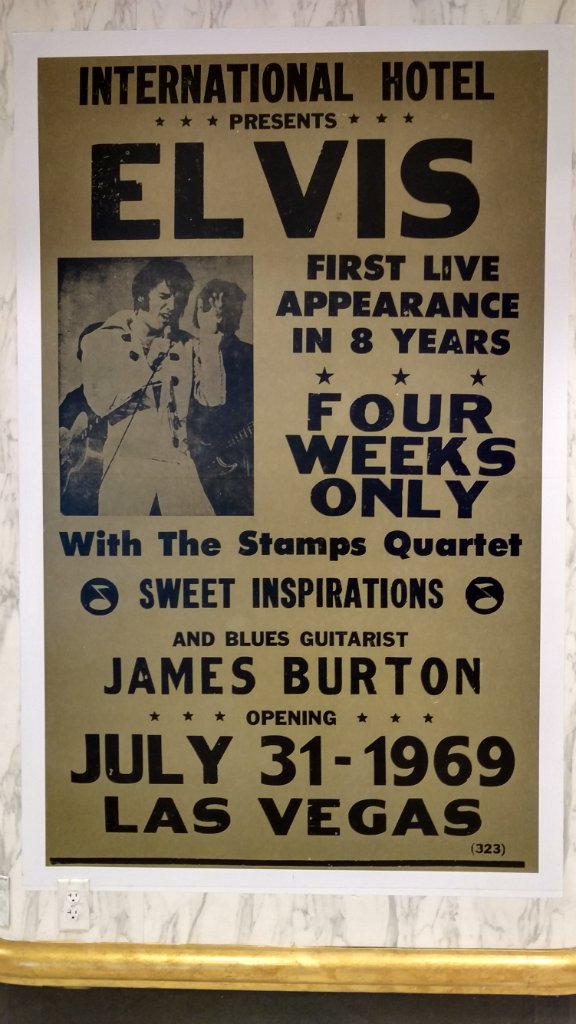 INTERNATIONAL HOTEL
★ ★ ★ PRESENTS ★ ★ ★
ELVIS
FIRST LIVE
APPEARANCE
IN 8 YEARS
★ ★ ★
FOUR
WEEKS
ONLY
With The Stamps Quartet
SWEET INSPIRATIONS
AND BLUES GUITARIST
JAMES BURTON
★ ★ ★ OPENING ★ ★ ★
JULY 31-1969
LAS VEGAS
(323)